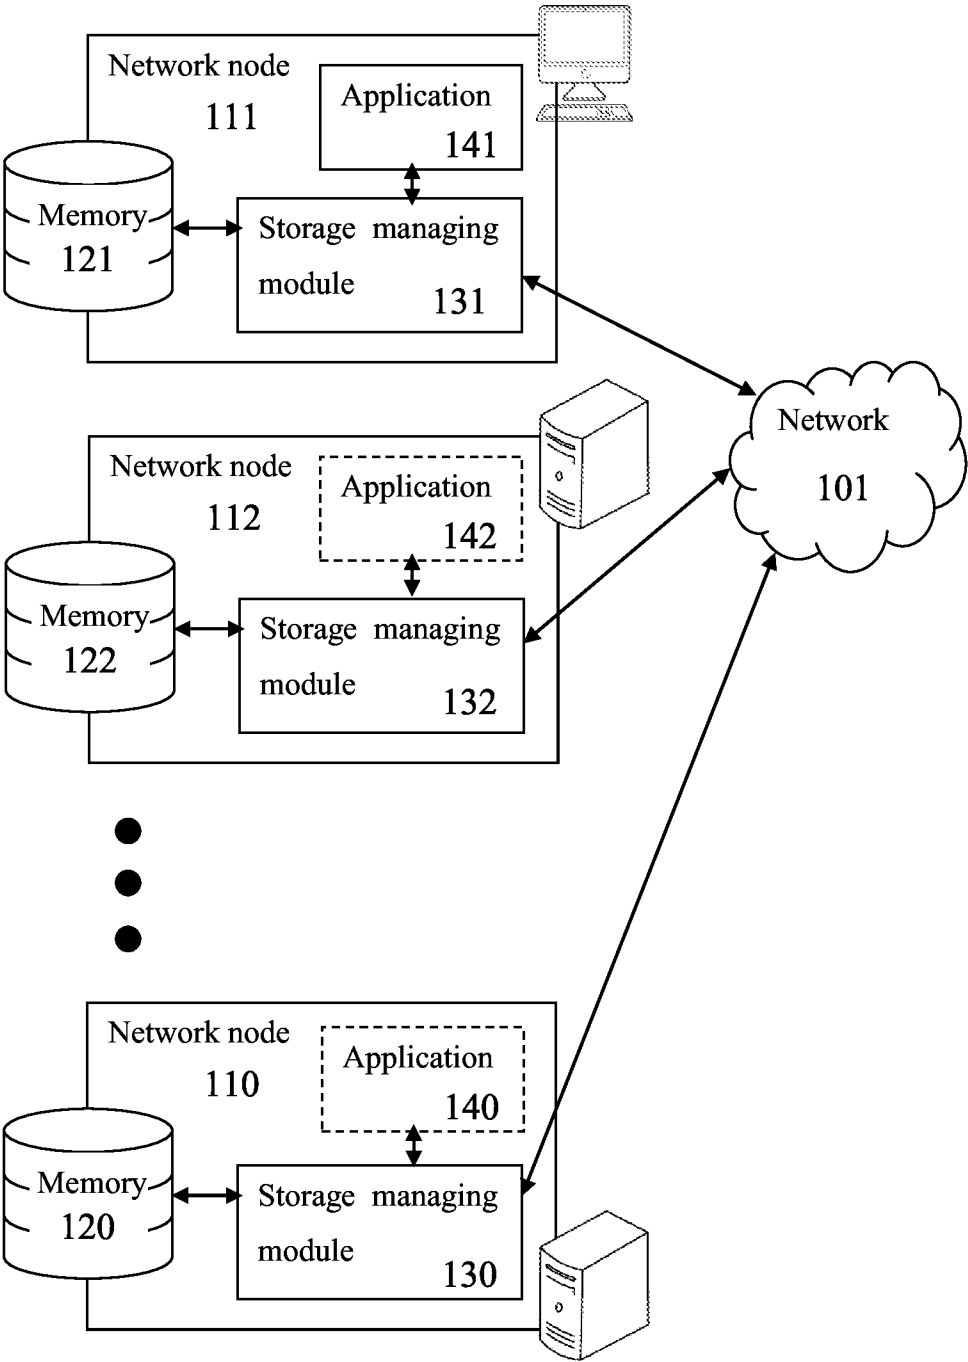 Network node
111
Application
141
Memory
121
Storage managing
module
131
Network
101
Network node
112
Application
142
Memory
122
Storage managing
module
132
Network node
110
Application
140
Memory
120
Storage managing
module
130